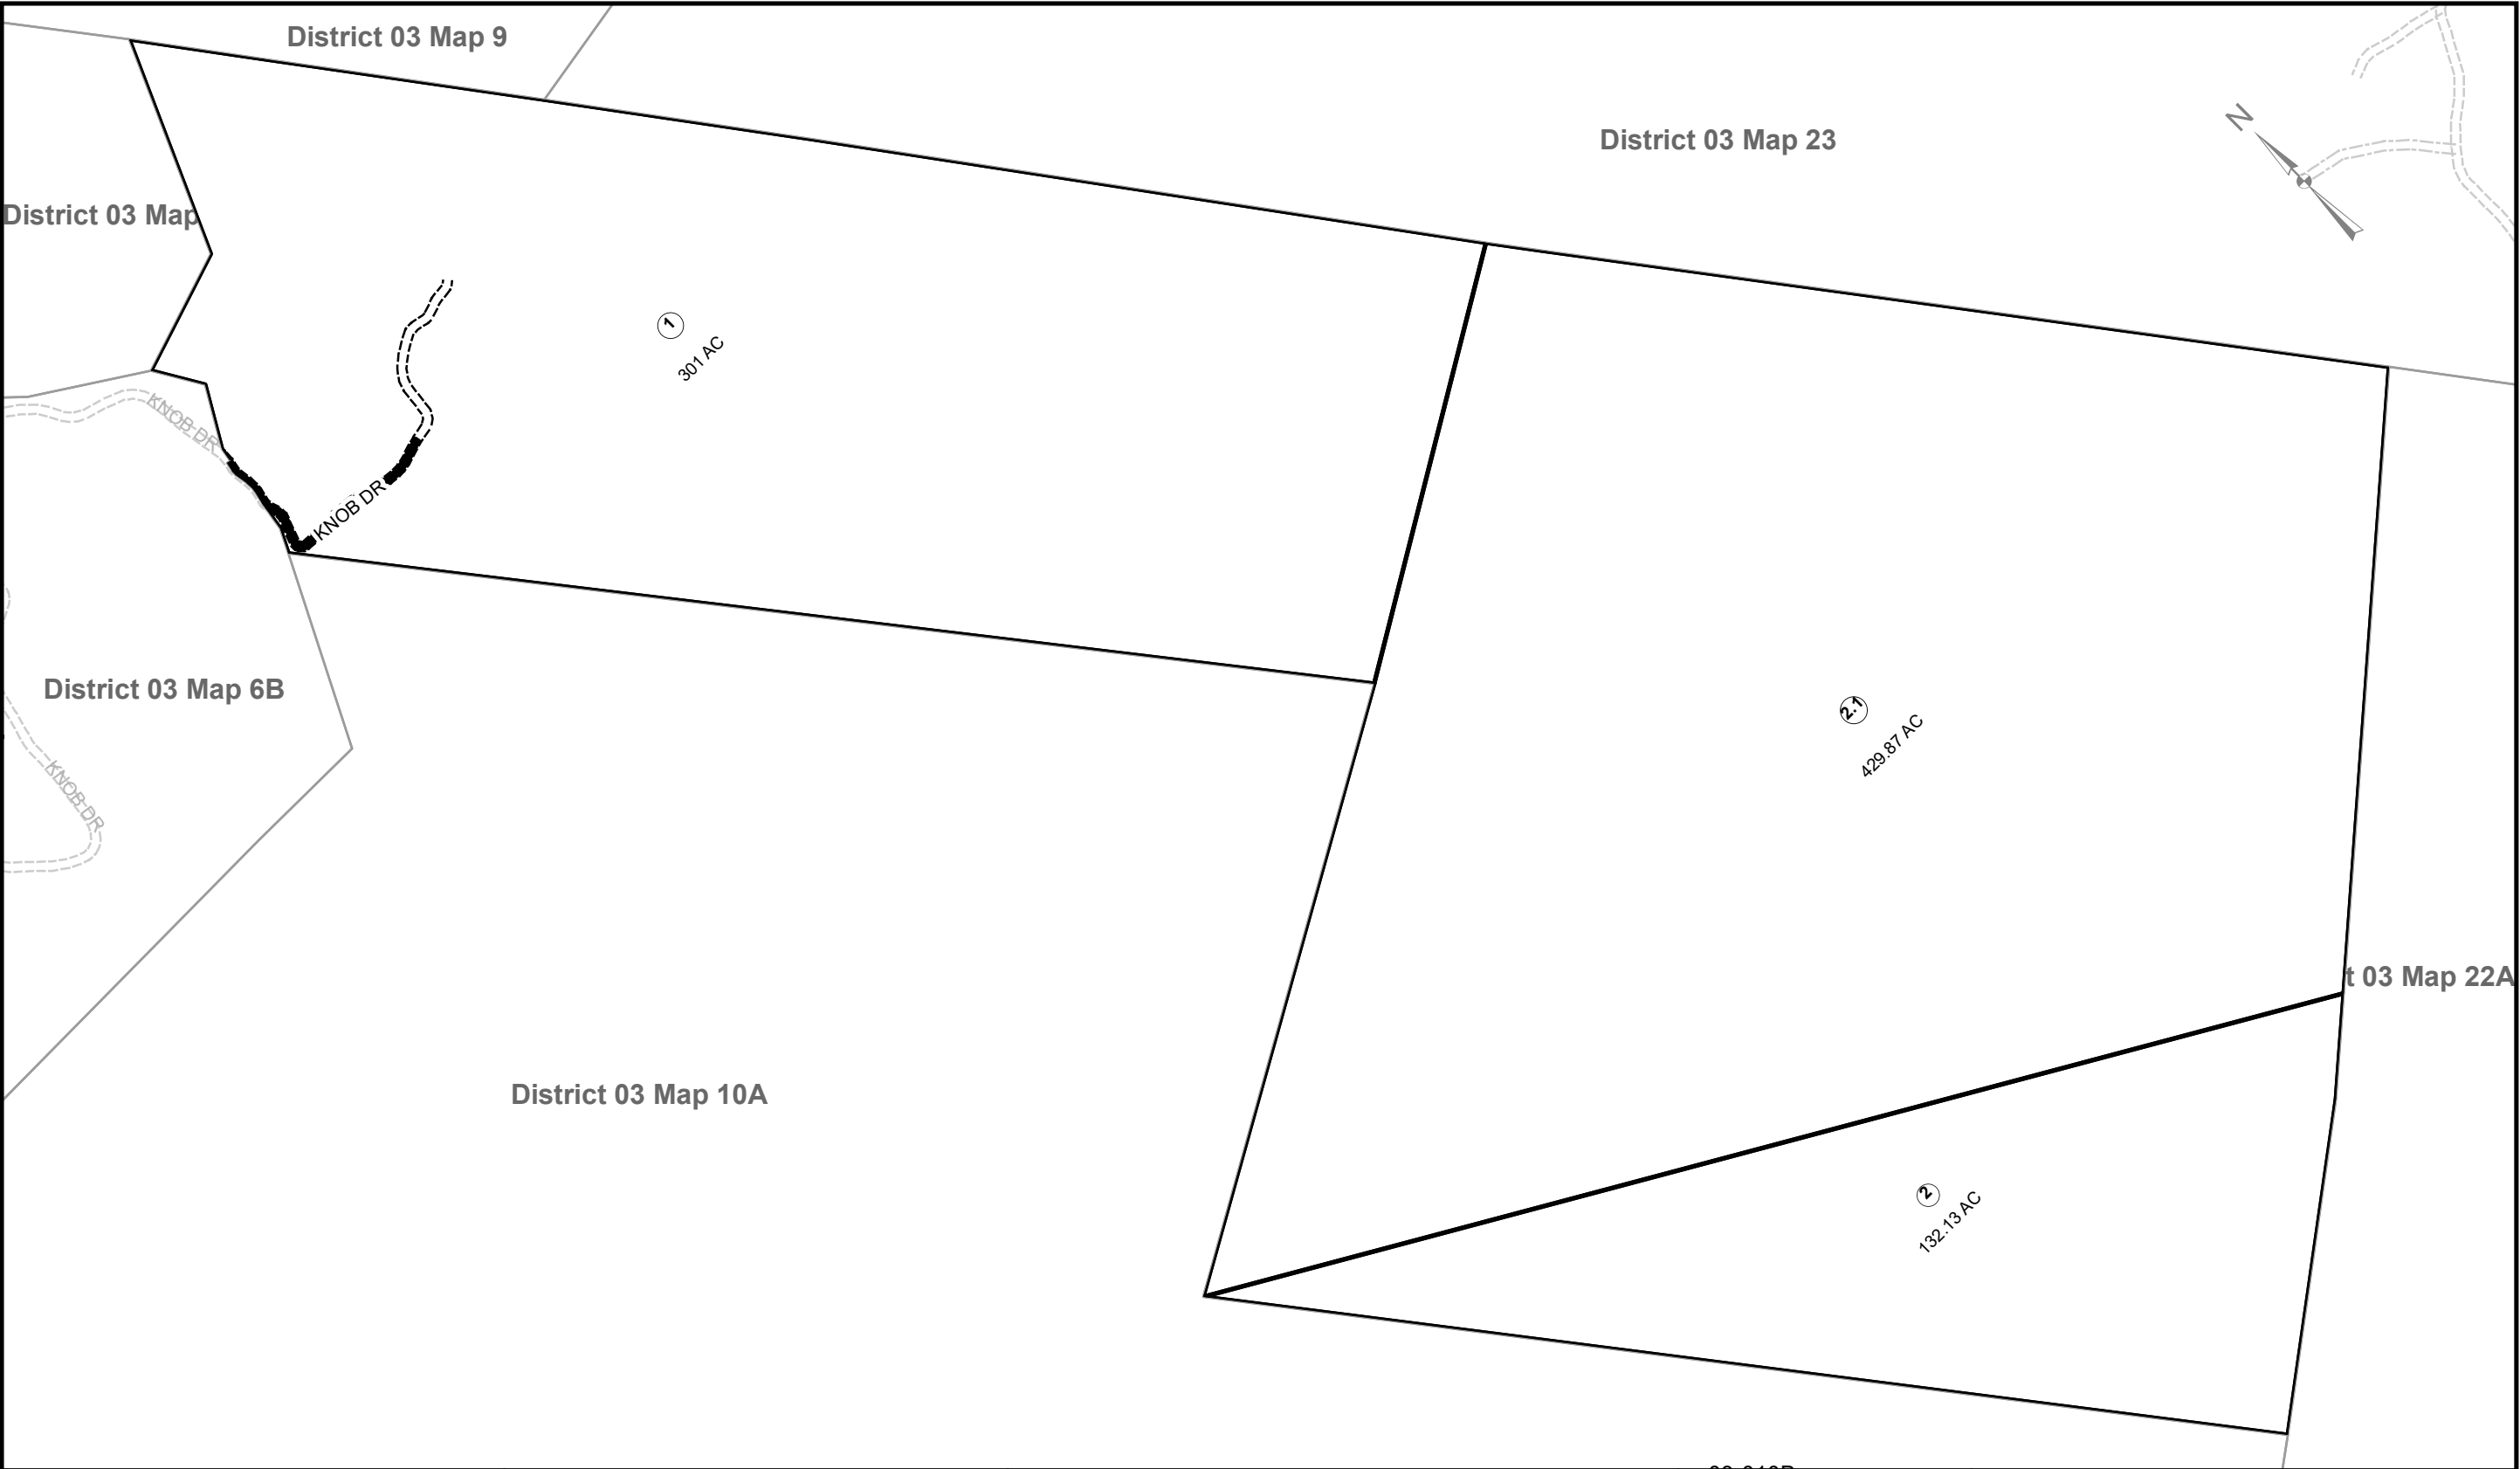 District 03 Map 9
District 03 Map 23
N
District 03 Map
1
301 AC
KNOB DR
KNOB DR
District 03 Map 6B
2.1
429.87 AC
KNOB DR
t 03 Map 22A
District 03 Map 10A
2
132.13 AC